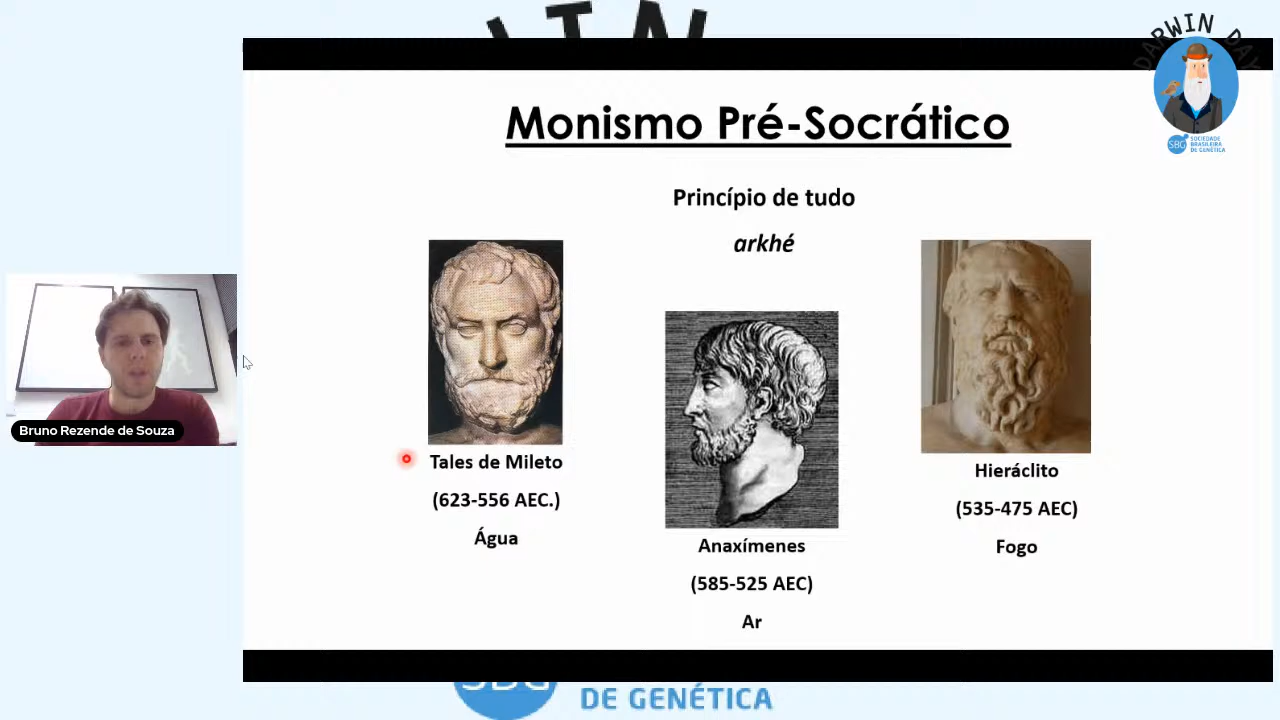 DARWIN DAY
SBG SOCIEDADE
BRASILEIRA
DE GENÉTICA
Monismo Pré-Socrático
Princípio de tudo
arkhé
Tales de Mileto
(623-556 AEC.)
Água
Anaxímenes
(585-525 AEC)
Ar
Hieráclito
(535-475 AEC)
Fogo
Bruno Rezende de Souza
DE GENÉTICA